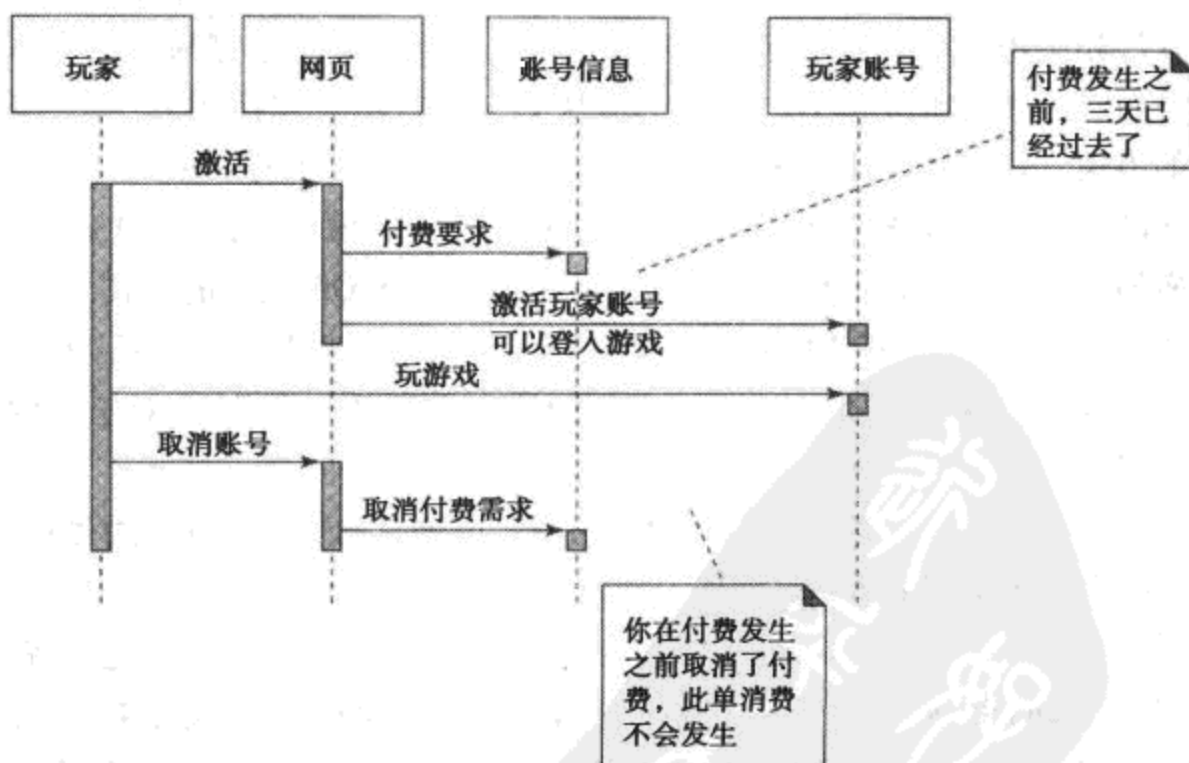 玩家
网页
账号信息
玩家账号
付费发生之
前，三天已
经过去了
激活
付费要求
激活玩家账号
可以登入游戏
玩游戏
取消账号
取消付费需求
你在付费发生
之前取消了付
费，此单消费
不会发生